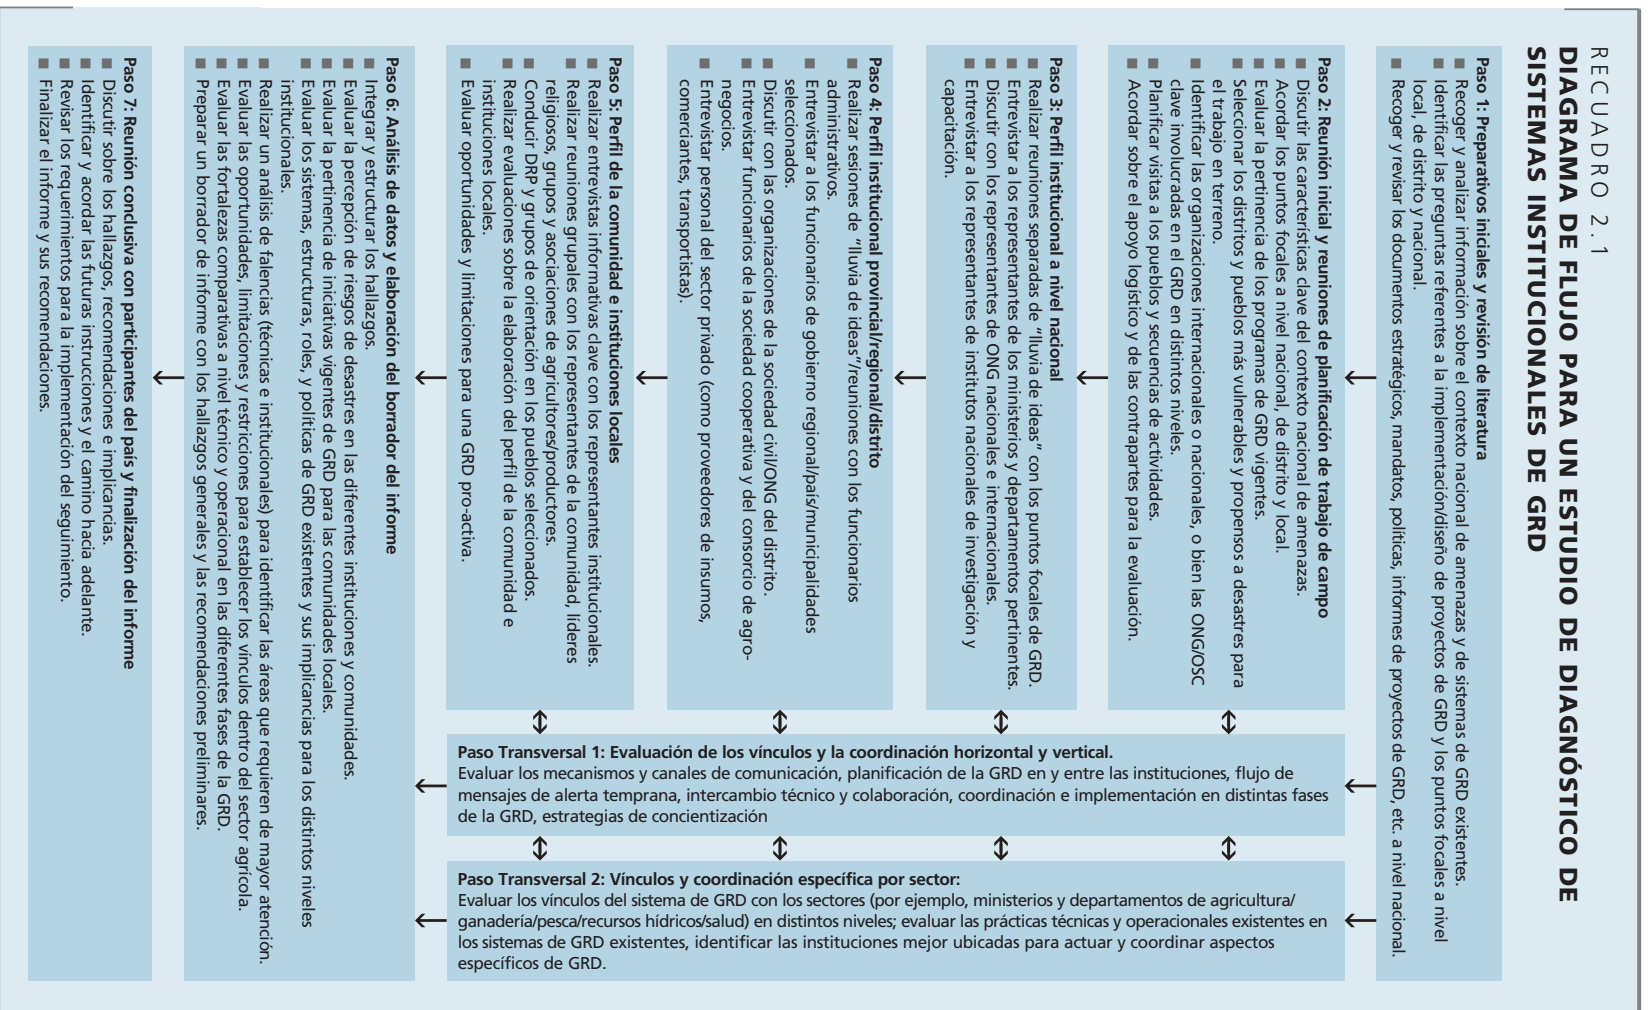 RECUADRO 2.1
DIAGRAMA DE FLUJO PARA UN ESTUDIO DE DIAGNÓSTICO DE
SISTEMAS INSTITUCIONALES DE GRD
Paso 1: Preparativos iniciales y revisión de literatura
■ Recoger y analizar información sobre el contexto nacional de amenazas y de sistemas de GRD existentes.
■ Identificar las preguntas referentes a la implementación/diseño de proyectos de GRD y los puntos focales a nivel
local, de distrito y nacional.
■ Recoger y revisar los documentos estratégicos, mandatos, políticas, informes de proyectos de GRD, etc. a nivel nacional.
Paso 2: Reunión inicial y reuniones de planificación de trabajo de campo
■ Discutir las características clave del contexto nacional de amenazas.
■ Acordar los puntos focales a nivel nacional, de distrito y local.
■ Evaluar la pertinencia de los programas de GRD vigentes.
■ Seleccionar los distritos y pueblos más vulnerables y propensos a desastres para
el trabajo en terreno.
■ Identificar las organizaciones internacionales o nacionales, o bien las ONG/OSC
clave involucradas en el GRD en distintos niveles.
■ Planificar visitas a los pueblos y secuencias de actividades.
■ Acordar sobre el apoyo logístico y de las contrapartes para la evaluación.
Paso 3: Perfil institucional a nivel nacional
■ Realizar reuniones separadas de “lluvia de ideas” con los puntos focales de GRD.
■ Entrevistar a los representantes de los ministerios y departamentos pertinentes.
■ Discutir con los representantes de ONG nacionales e internacionales.
■ Entrevistar a los representantes de institutos nacionales de investigación y
capacitación.
Paso 4: Perfil institucional provincial/regional/distrito
■ Realizar sesiones de “lluvia de ideas”/reuniones con los funcionarios
administrativos.
■ Entrevistar a los funcionarios de gobierno regional/país/municipalidades
seleccionados.
■ Discutir con las organizaciones de la sociedad civil/ONG del distrito.
■ Entrevistar funcionarios de la sociedad cooperativa y del consorcio de agro-
negocios.
■ Entrevistar personal del sector privado (como proveedores de insumos,
comerciantes, transportistas).
Paso 5: Perfil de la comunidad e instituciones locales
■ Realizar entrevistas informativas clave con los representantes institucionales.
■ Realizar reuniones grupales con los representantes de la comunidad, líderes
religiosos, grupos y asociaciones de agricultores/productores.
■ Conducir DRP y grupos de orientación en los pueblos seleccionados.
■ Realizar evaluaciones sobre la elaboración del perfil de la comunidad e
instituciones locales.
■ Evaluar oportunidades y limitaciones para una GRD pro-activa.
Paso Transversal 1: Evaluación de los vínculos y la coordinación horizontal y vertical.
Evaluar los mecanismos y canales de comunicación, planificación de la GRD en y entre las instituciones, flujo de
mensajes de alerta temprana, intercambio técnico y colaboración, coordinación e implementación en distintas fases
de la GRD, estrategias de concientización
Paso Transversal 2: Vínculos y coordinación específica por sector:
Evaluar los vínculos del sistema de GRD con los sectores (por ejemplo, ministerios y departamentos de agricultura/
ganadería/pesca/recursos hídricos/salud) en distintos niveles; evaluar las prácticas técnicas y operacionales existentes en
los sistemas de GRD existentes, identificar las instituciones mejor ubicadas para actuar y coordinar aspectos
específicos de GRD.
Paso 6: Análisis de datos y elaboración del borrador del informe
■ Integrar y estructurar los hallazgos.
■ Evaluar la percepción de riesgos de desastres en las diferentes instituciones y comunidades.
■ Evaluar la pertinencia de iniciativas vigentes de GRD para las comunidades locales.
■ Evaluar los sistemas, estructuras, roles, y políticas de GRD existentes y sus implicancias para los distintos niveles
institucionales.
■ Realizar un análisis de falencias (técnicas e institucionales) para identificar las áreas que requieren de mayor atención.
■ Evaluar las oportunidades, limitaciones y restricciones para establecer los vínculos dentro del sector agrícola.
■ Evaluar las fortalezas comparativas a nivel técnico y operacional en las diferentes fases de la GRD.
■ Preparar un borrador de informe con los hallazgos generales y las recomendaciones preliminares.
Paso 7: Reunión conclusiva con participantes del país y finalización del informe
■ Discutir sobre los hallazgos, recomendaciones e implicancias.
■ Identificar y acordar las futuras instrucciones y el camino hacia adelante.
■ Revisar los requerimientos para la implementación del seguimiento.
■ Finalizar el informe y sus recomendaciones.